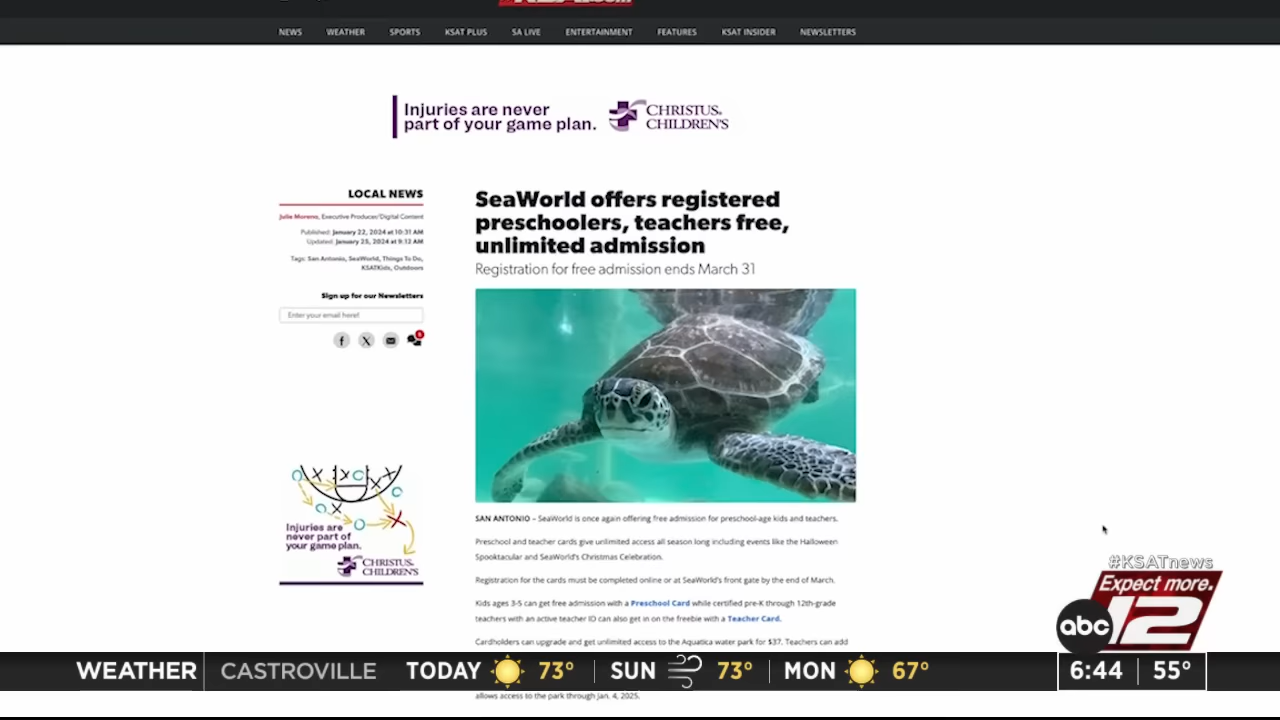 NEWS WEATHER SPORTS KSAT PLUS SA LIVE ENTERTAINMENT FEATURES KSAT INSIDER NEWSLETTERS
Injuries are never
part of your game plan.
CHRISTUS
CHILDREN'S
LOCAL NEWS
Julie Moreno, Executive Producer/Digital Content
Published: January 22, 2024 at 10:31 AM
Updated: January 25, 2024 at 9:12 AM
Tags: San Antonio, SeaWorld, Things To Do,
KSATKids, Outdoors
Sign up for our Newsletters
Enter your email here!
SeaWorld offers registered
preschoolers, teachers free,
unlimited admission
Registration for free admission ends March 31
SAN ANTONIO – SeaWorld is once again offering free admission for preschool-age kids and teachers.
Preschool and teacher cards give unlimited access all season long including events like the Halloween
Spooktacular and SeaWorld's Christmas Celebration.
Registration for the cards must be completed online or at SeaWorld's front gate by the end of March.
Kids ages 3-5 can get free admission with a Preschool Card while certified pre-K through 12th-grade
teachers with an active teacher ID can also get in on the freebie with a Teacher Card.
Cardholders can upgrade and get unlimited access to the Aquatica water park for $37. Teachers can add
allows access to the park through Jan. 4, 2025.
Injuries are
never part of
your game plan.
CHRISTUS
CHILDREN'S
#KSATnews
Expect more.
abc 12
WEATHER CASTROVILLE TODAY 73° SUN 73° MON 67° 6:44 55°